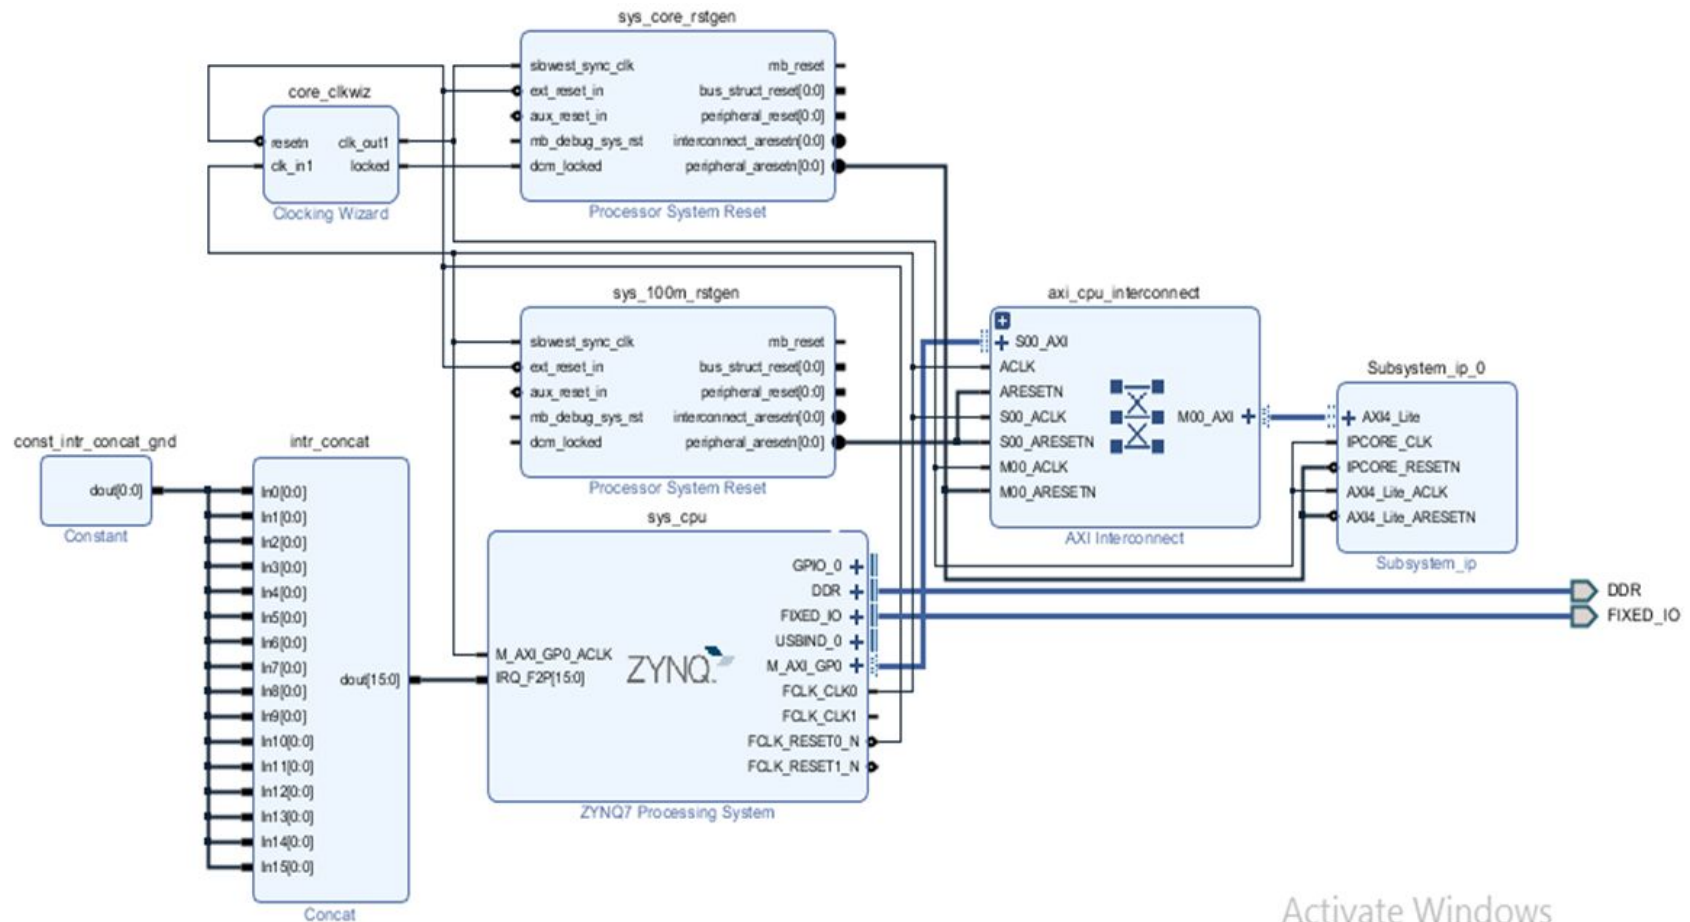 sys_core_rstgen
slowest_sync_clk
ext_reset_in
aux_reset_in
mb_debug_sys_rst
dcm_locked
mb_reset
bus_struct_reset[0:0]
peripheral_reset[0:0]
interconnect_aresetn[0:0]
peripheral_aresetn[0:0]
Processor System Reset
core_clkwiz
resetn
clk_in1
clk_out1
locked
Clocking Wizard
sys_100m_rstgen
slowest_sync_clk
ext_reset_in
aux_reset_in
mb_debug_sys_rst
dcm_locked
mb_reset
bus_struct_reset[0:0]
peripheral_reset[0:0]
interconnect_aresetn[0:0]
peripheral_aresetn[0:0]
Processor System Reset
axi_cpu_interconnect
S00_AXI
ACLK
ARESETN
S00_ACLK
S00_ARESETN
M00_ACLK
M00_ARESETN
M00_AXI
AXI Interconnect
Subsystem_ip_0
AXI4_Lite
IPCORE_CLK
IPCORE_RESETN
AXI4_Lite_ACLK
AXI4_Lite_ARESETN
Subsystem_ip
const_intr_concat_gnd
dout[0:0]
Constant
intr_concat
In0[0:0]
In1[0:0]
In2[0:0]
In3[0:0]
In4[0:0]
In5[0:0]
In6[0:0]
In7[0:0]
In8[0:0]
In9[0:0]
In10[0:0]
In11[0:0]
In12[0:0]
In13[0:0]
In14[0:0]
In15[0:0]
dout[15:0]
Concat
sys_cpu
M_AXI_GP0_ACLK
IRQ_F2P[15:0]
ZYNQ
GPIO_0
DDR
FIXED_IO
USBIND_0
M_AXI_GP0
FCLK_CLK0
FCLK_CLK1
FCLK_RESET0_N
FCLK_RESET1_N
ZYNQ7 Processing System
DDR
FIXED_IO
Activate Windows